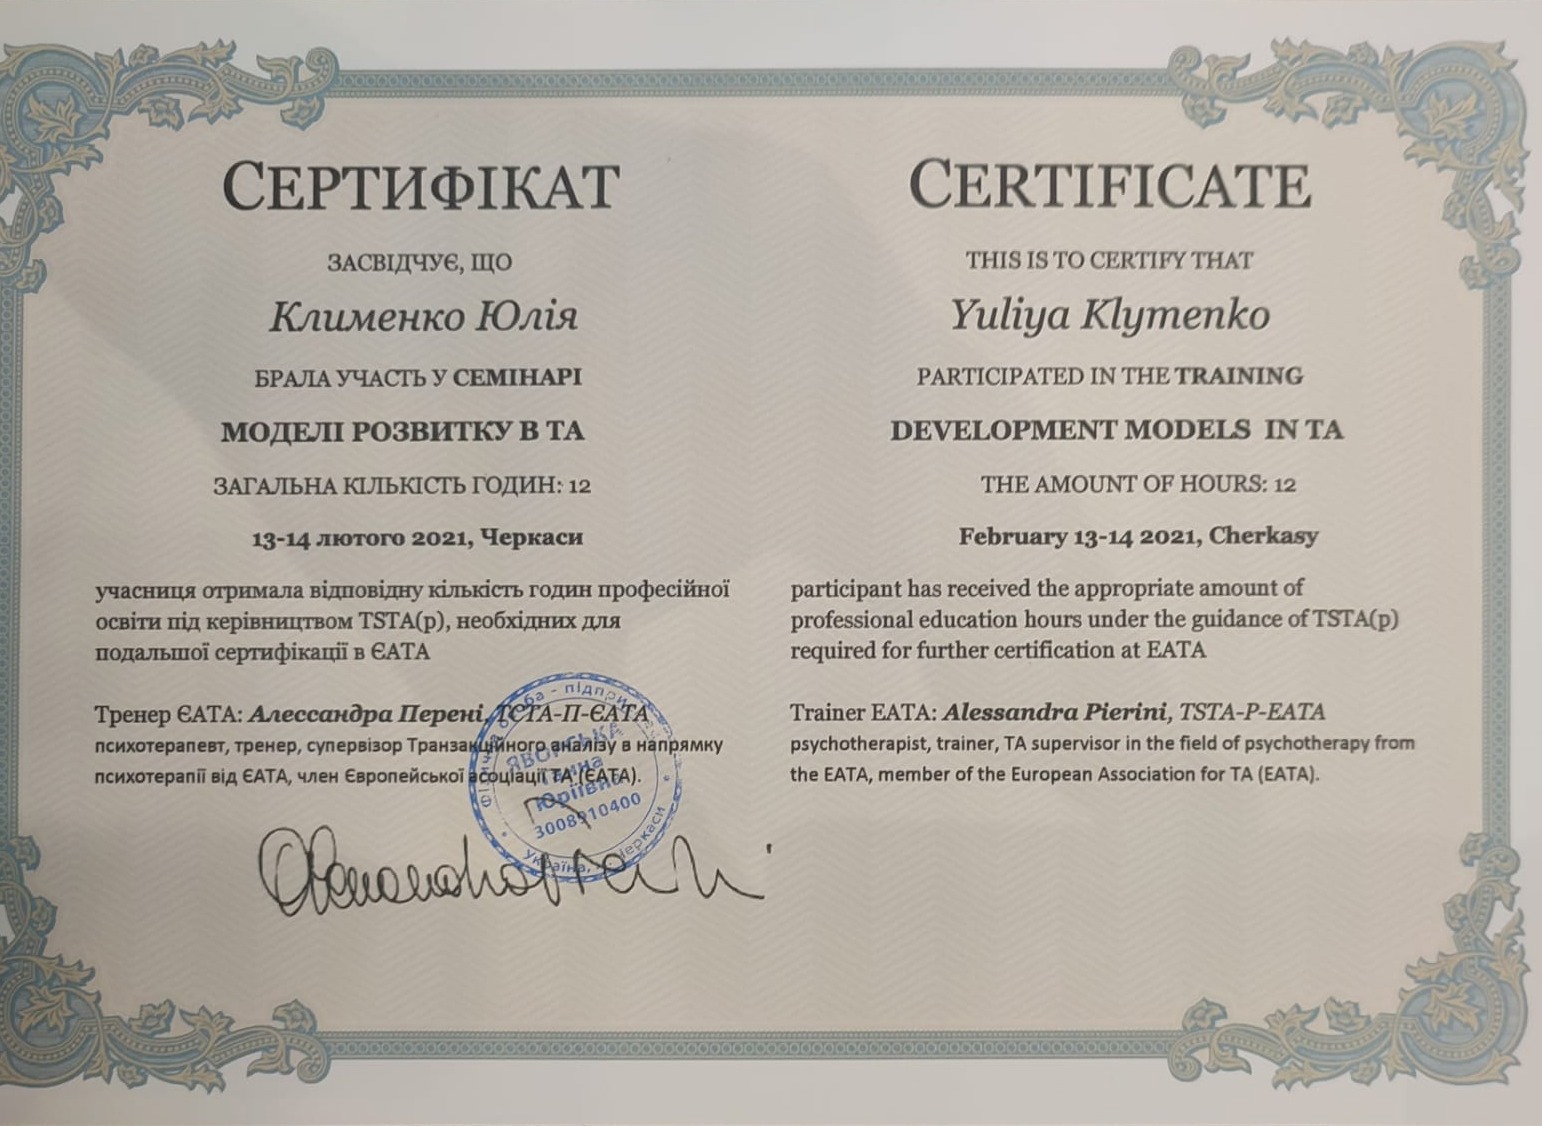 СЕРТИФІКАТ
ЗАСВІДЧУЄ, ЩО
Клименко Юлія
БРАЛА УЧАСТЬ У СЕМІНАРІ
МОДЕЛІ РОЗВИТКУ В ТА
ЗАГАЛЬНА КІЛЬКІСТЬ ГОДИН: 12
13-14 лютого 2021, Черкаси
учасниця отримала відповідну кількість годин професійної
освіти під керівництвом TSTA(p), необхідних для
подальшої сертифікації в ЄАТА
Тренер ЄАТА: Алессандра Перені, ТСТА-П-ЄАТА
психотерапевт, тренер, супервізор Транзакційного аналізу в напрямку
психотерапії від ЄАТА, член Європейської асоціації ТА (ЄАТА).
ЯВОРСЬКА
Юріївна
3008910400
Україна,
Черкаси
CERTIFICATE
THIS IS TO CERTIFY THAT
Yuliya Klymenko
PARTICIPATED IN THE TRAINING
DEVELOPMENT MODELS IN TA
THE AMOUNT OF HOURS: 12
February 13-14 2021, Cherkasy
participant has received the appropriate amount of
professional education hours under the guidance of TSTA(p)
required for further certification at EATA
Trainer EATA: Alessandra Pierini, TSTA-P-EATA
psychotherapist, trainer, TA supervisor in the field of psychotherapy from
the EATA, member of the European Association for TA (EATA).